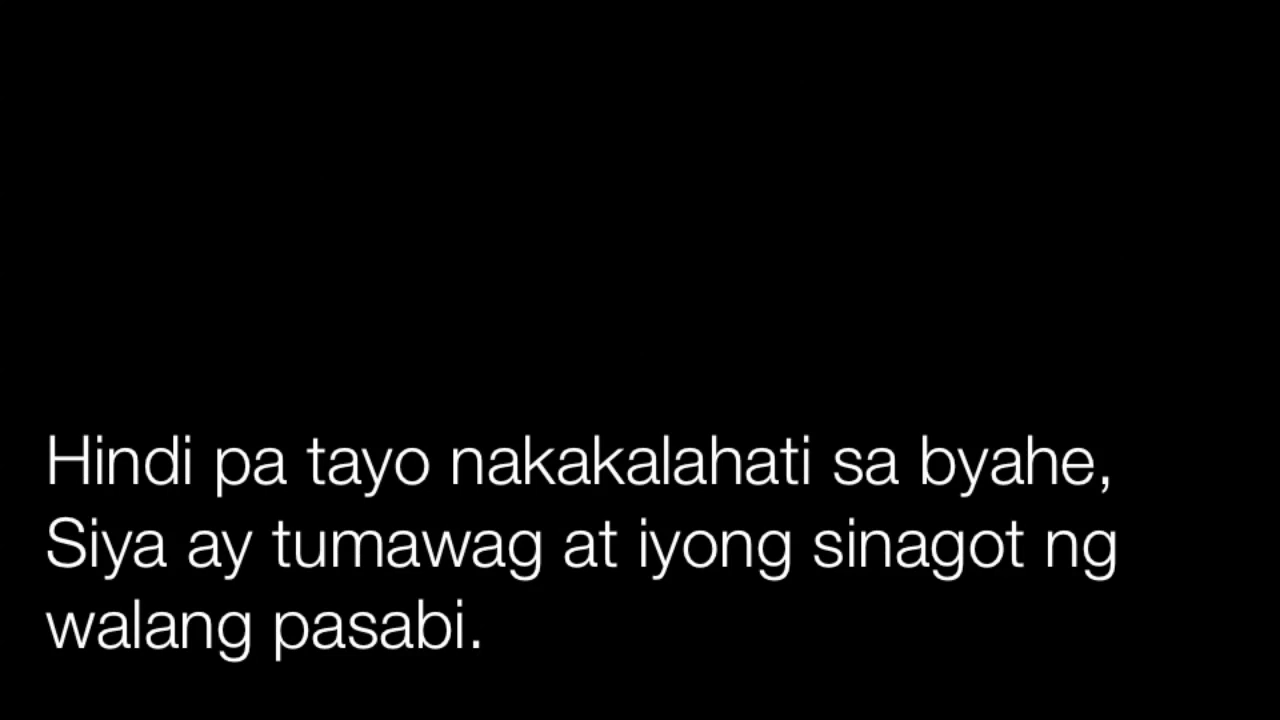 Hindi pa tayo nakakalahati sa byahe,
Siya ay tumawag at iyong sinagot ng
walang pasabi.